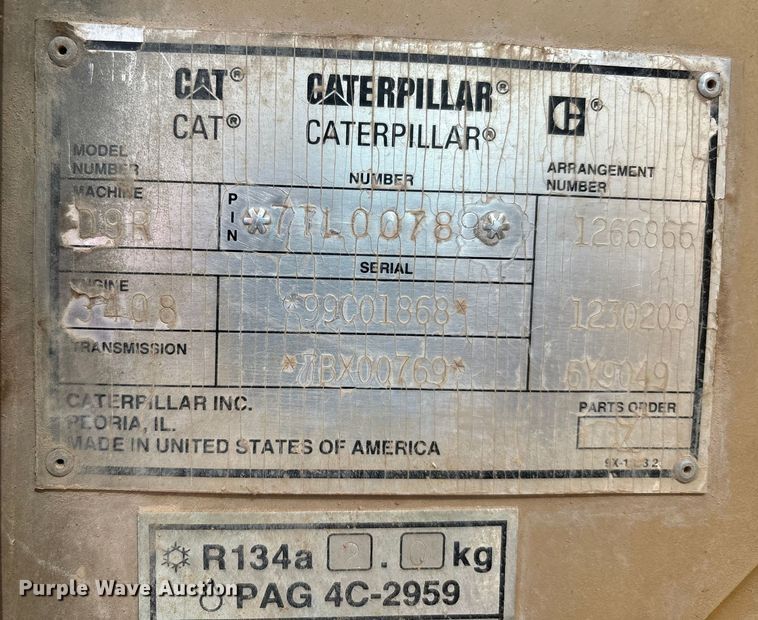 CAT® CATERPILLAR ®
CAT® CATERPILLAR®
MODEL NUMBER NUMBER ARRANGEMENT NUMBER
MACHINE D9R PIN *7TL00789* 1266866
SERIAL
ENGINE 3408 *99C01868* 1230209
TRANSMISSION *7BX00769* 6Y9049
CATERPILLAR INC.
PEORIA, IL. PARTS ORDER
MADE IN UNITED STATES OF AMERICA
R134a kg
PAG 4C-2959
Purple Wave Auction